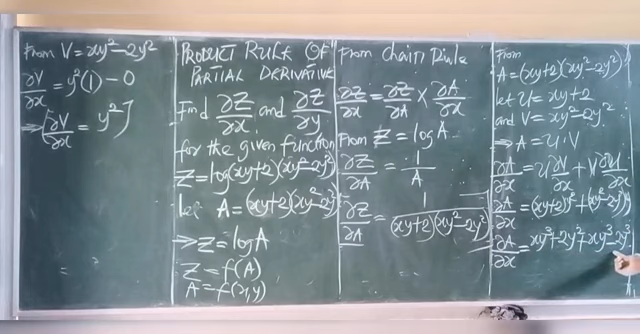 From V = xy² - 2y²
∂V/∂x = y²(1) - 0
⇒ [∂V/∂x = y²]
PRODUCT RULE OF
PARTIAL DERIVATIVE
Find ∂Z/∂x and ∂Z/∂y
for the given function
Z = log(xy+2)(xy²-2y²)
let A = (xy+2)(xy²-2y²)
⇒ Z = log A
Z = f(A)
A = f(x,y)
From Chain Rule
∂Z/∂x = ∂Z/∂A × ∂A/∂x
From Z = log A
∂Z/∂A = 1/A
∂Z/∂A = 1/(xy+2)(xy²-2y²)
From
A = (xy+2)(xy²-2y²)
let U = xy+2
and V = xy²-2y²
⇒ A = U·V
∂A/∂x = U ∂V/∂x + V ∂U/∂x
∂A/∂x = (xy+2)y² + (xy²-2y²)y
∂A/∂x = xy³+2y²+xy³-2y³